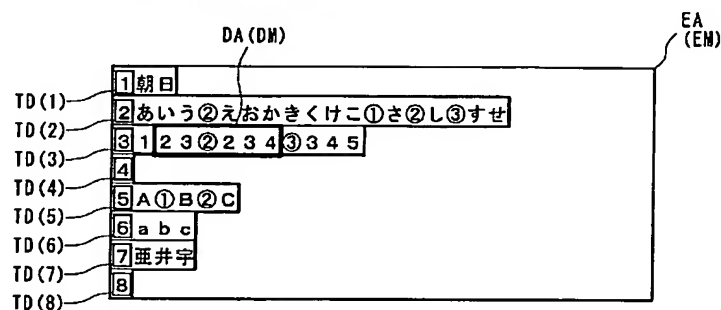 DA(DM)
EA
(EM)
TD(1) 1 朝日
TD(2) 2 あいう②えおかきくけこ①さ②し③すせ
TD(3) 3 1 2 3 ② 2 3 4 ③ 3 4 5
TD(4) 4
TD(5) 5 A①B②C
TD(6) 6 a b c
TD(7) 7 亜井宇
TD(8) 8